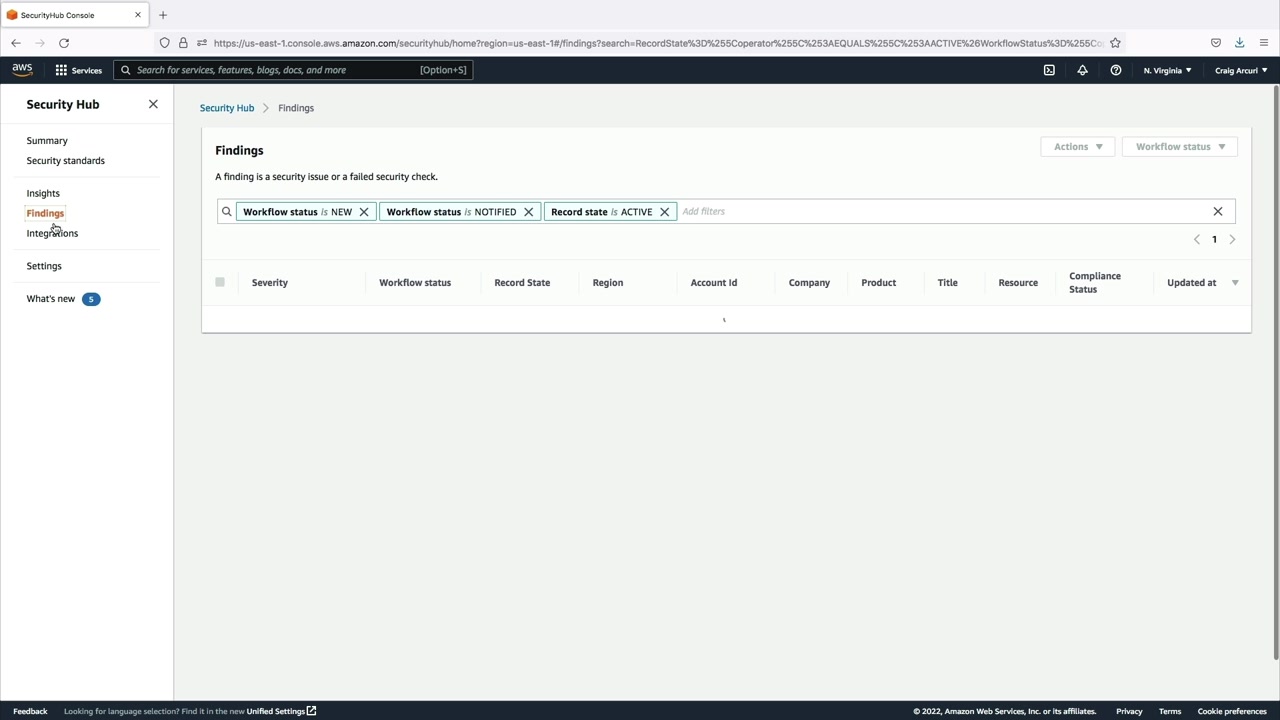 SecurityHub Console
https://us-east-1.console.aws.amazon.com/securityhub/home?region=us-east-1#/findings?search=RecordState%3D%255Coperator%255C%253AEQUALS%255C%253AACTIVE%26WorkflowStatus%3D%255Co
aws
Services
Search for services, features, blogs, docs, and more
[Option+S]
N. Virginia
Craig Arcuri
Security Hub
Security Hub
Findings
Summary
Security standards
Insights
Findings
Integrations
Settings
What's new
5
Findings
Actions
Workflow status
A finding is a security issue or a failed security check.
Workflow status is NEW
Workflow status is NOTIFIED
Record state is ACTIVE
Add filters
1
Severity
Workflow status
Record State
Region
Account Id
Company
Product
Title
Resource
Compliance
Status
Updated at
Feedback
Looking for language selection? Find it in the new Unified Settings
© 2022, Amazon Web Services, Inc. or its affiliates.
Privacy
Terms
Cookie preferences